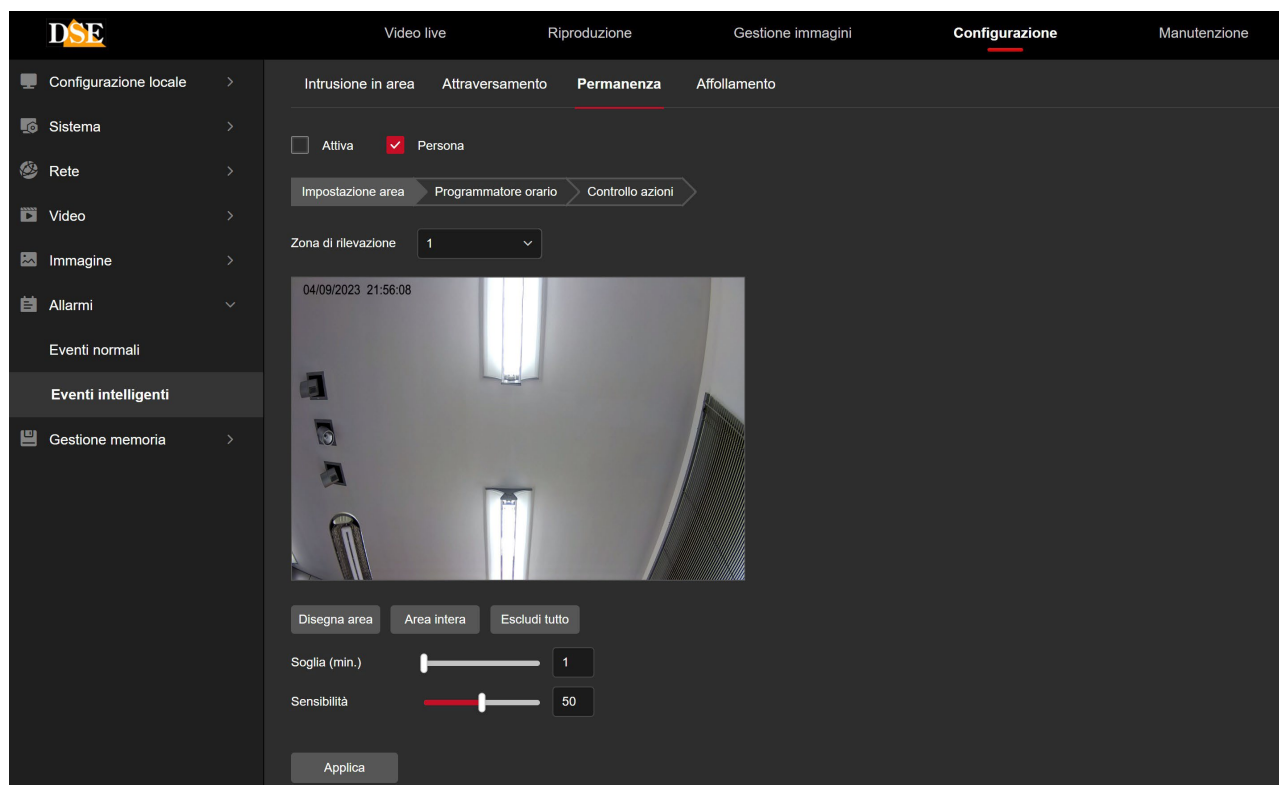 DSE
Video live
Riproduzione
Gestione immagini
Configurazione
Manutenzione
Configurazione locale
Sistema
Rete
Video
Immagine
Allarmi
Eventi normali
Eventi intelligenti
Gestione memoria
Intrusione in area
Attraversamento
Permanenza
Affollamento
Attiva
Persona
Impostazione area
Programmatore orario
Controllo azioni
Zona di rilevazione
1
04/09/2023 21:56:08
Disegna area
Area intera
Escludi tutto
Soglia (min.)
1
Sensibilità
50
Applica